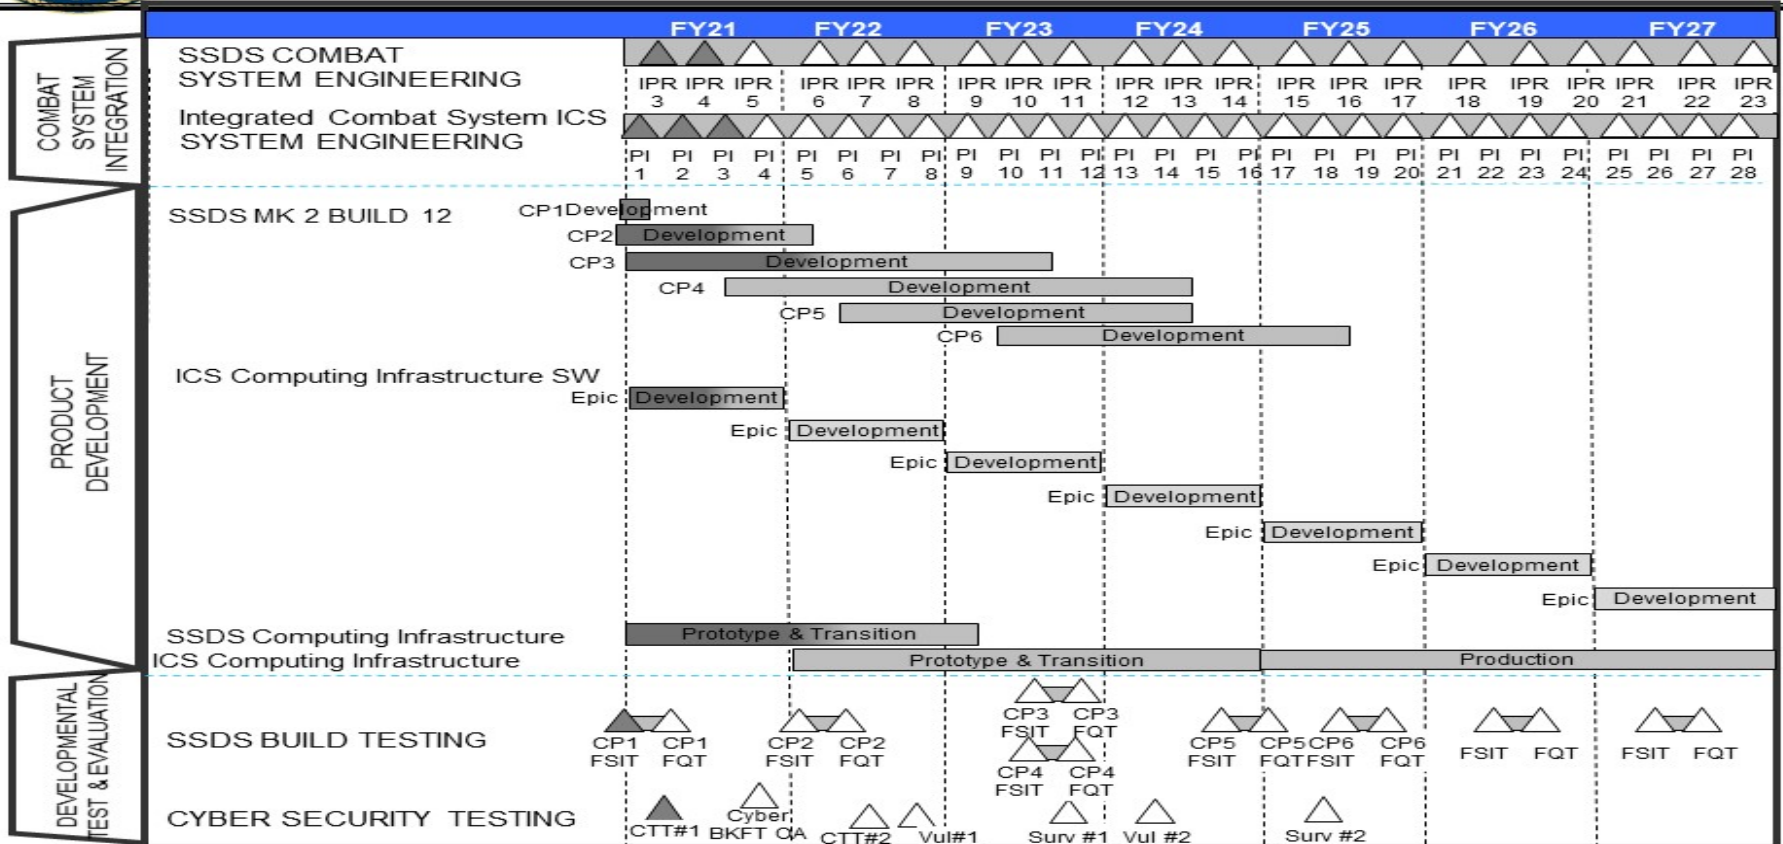 FY21 FY22 FY23 FY24 FY25 FY26 FY27
COMBAT
SYSTEM
INTEGRATION
SSDS COMBAT
SYSTEM ENGINEERING
IPR IPR IPR IPR IPR IPR IPR IPR IPR IPR IPR IPR IPR IPR IPR IPR IPR IPR IPR IPR IPR
3 4 5 6 7 8 9 10 11 12 13 14 15 16 17 18 19 20 21 22 23
Integrated Combat System ICS
SYSTEM ENGINEERING
PI PI PI PI PI PI PI PI PI PI PI PI PI PI PI PI PI PI PI PI PI PI PI PI PI PI PI PI
1 2 3 4 5 6 7 8 9 10 11 12 13 14 15 16 17 18 19 20 21 22 23 24 25 26 27 28
PRODUCT
DEVELOPMENT
SSDS MK 2 BUILD 12
CP1 Development
CP2 Development
CP3 Development
CP4 Development
CP5 Development
CP6 Development
ICS Computing Infrastructure SW
Epic Development
Epic Development
Epic Development
Epic Development
Epic Development
Epic Development
Epic Development
SSDS Computing Infrastructure Prototype & Transition
ICS Computing Infrastructure Prototype & Transition Production
DEVELOPMENTAL
TEST & EVALUATION
SSDS BUILD TESTING
CP1 CP1 CP2 CP2 CP3 CP3 CP5 CP5 CP6 CP6
FSIT FQT FSIT FQT FSIT FQT FSIT FQT FSIT FQT FSIT FQT FSIT FQT
CP4 CP4
FSIT FQT
CYBER SECURITY TESTING
CTT#1 Cyber CTT#2 Vul#1 Surv #1 Vul #2 Surv #2
BKFT OA